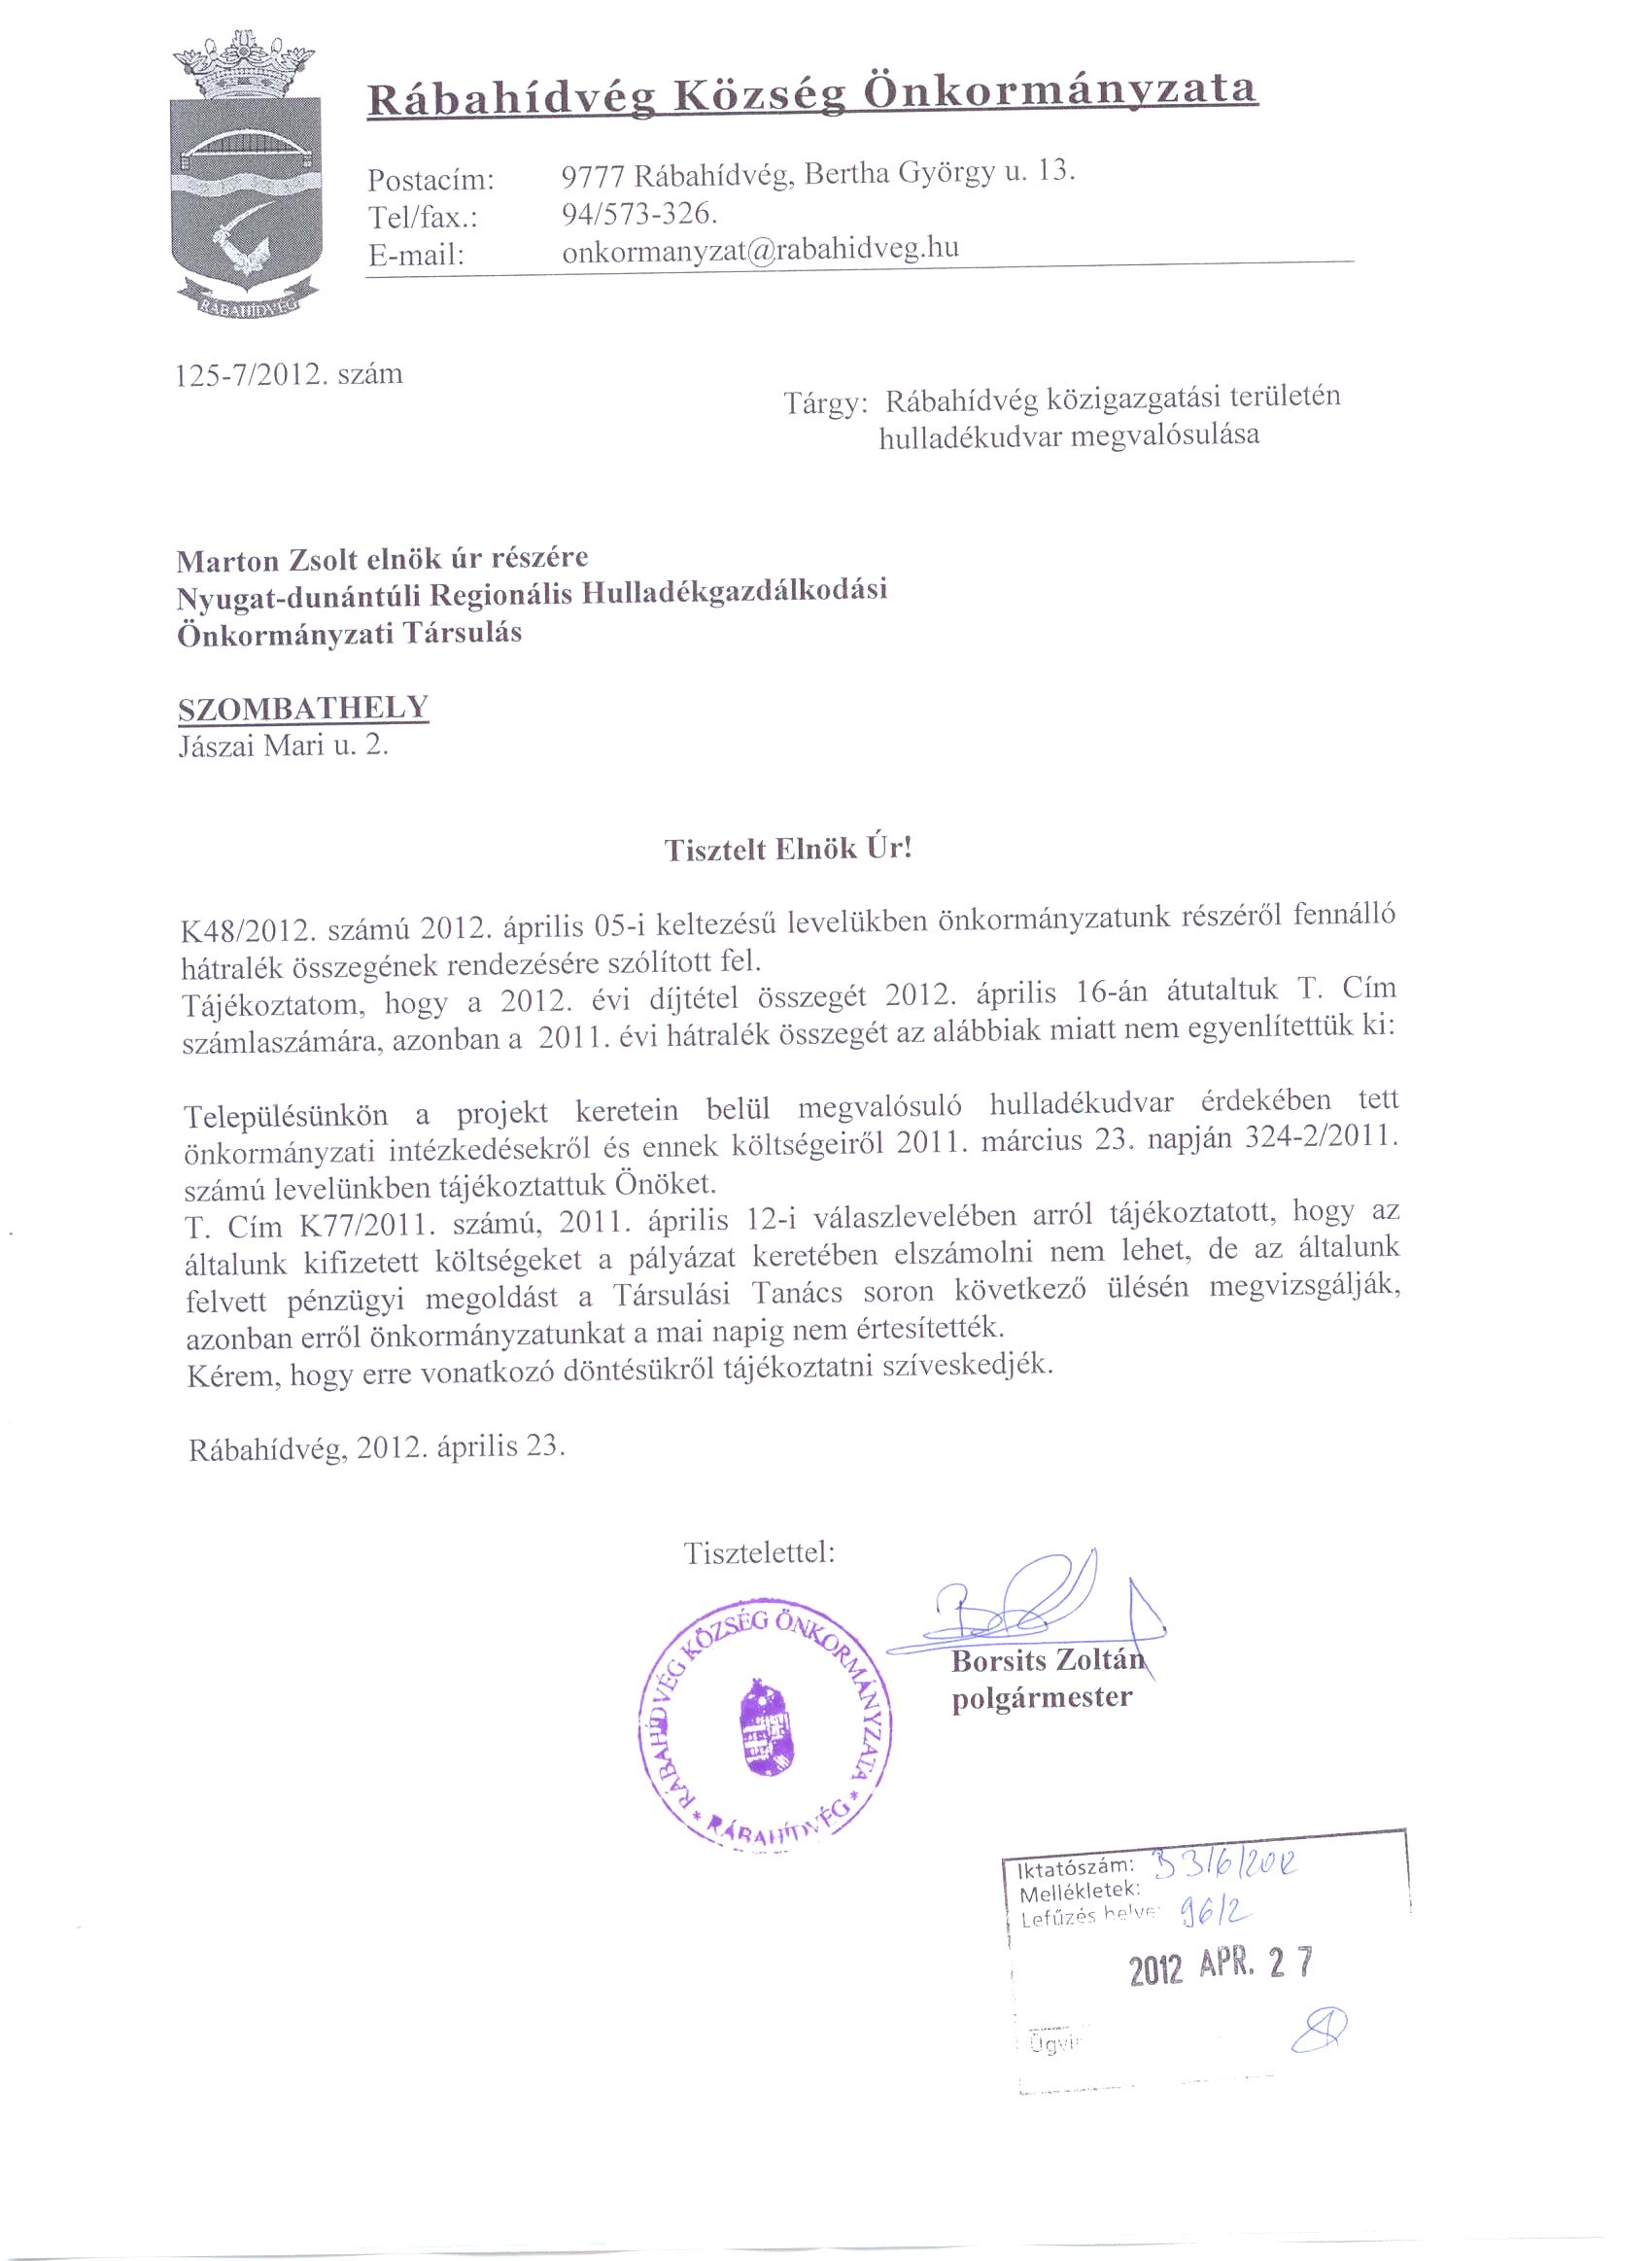 Rábahídvég Község Önkormányzata
Postacím: 9777 Rábahídvég, Bertha György u. 13.
Tel/fax.: 94/573-326.
E-mail: onkormanyzat@rabahidveg.hu
RÁBAHÍDVÉG
125-7/2012. szám
Tárgy: Rábahídvég közigazgatási területén
hulladékudvar megvalósulása
Marton Zsolt elnök úr részére
Nyugat-dunántúli Regionális Hulladékgazdálkodási
Önkormányzati Társulás
SZOMBATHELY
Jászai Mari u. 2.
Tisztelt Elnök Úr!
K48/2012. számú 2012. április 05-i keltezésű levelükben önkormányzatunk részéről fennálló
hátralék összegének rendezésére szólított fel.
Tájékoztatom, hogy a 2012. évi díjtétel összegét 2012. április 16-án átutaltuk T. Cím
számlaszámára, azonban a 2011. évi hátralék összegét az alábbiak miatt nem egyenlítettük ki:
Településünkön a projekt keretein belül megvalósuló hulladékudvar érdekében tett
önkormányzati intézkedésekről és ennek költségeiről 2011. március 23. napján 324-2/2011.
számú levelünkben tájékoztattuk Önöket.
T. Cím K77/2011. számú, 2011. április 12-i válaszlevelében arról tájékoztatott, hogy az
általunk kifizetett költségeket a pályázat keretében elszámolni nem lehet, de az általunk
felvett pénzügyi megoldást a Társulási Tanács soron következő ülésén megvizsgálják,
azonban erről önkormányzatunkat a mai napig nem értesítették.
Kérem, hogy erre vonatkozó döntésükről tájékoztatni szíveskedjék.
Rábahídvég, 2012. április 23.
Tisztelettel:
Borsits Zoltán
polgármester
RÁBAHÍDVÉG KÖZSÉG ÖNKORMÁNYZATA
* RÁBAHÍDVÉG *
Iktatószám: B3/6/2012
Mellékletek:
Lefűzés helye: 96/2
2012 APR. 27